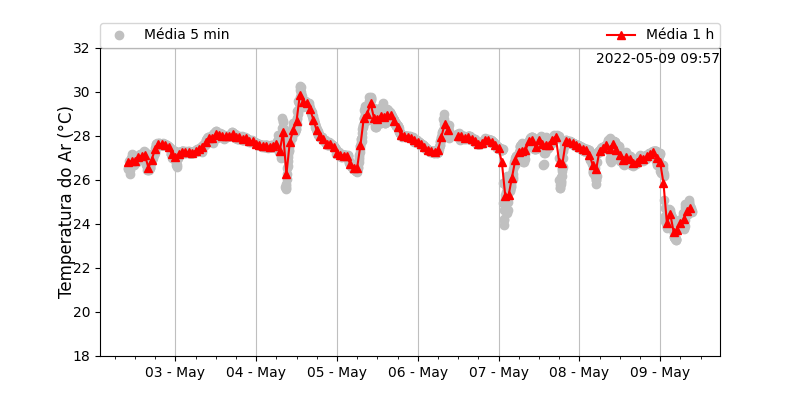 Média 5 min
Média 1 h
2022-05-09 09:57
Temperatura do Ar (°C)
32
30
28
26
24
22
20
18
03 - May
04 - May
05 - May
06 - May
07 - May
08 - May
09 - May